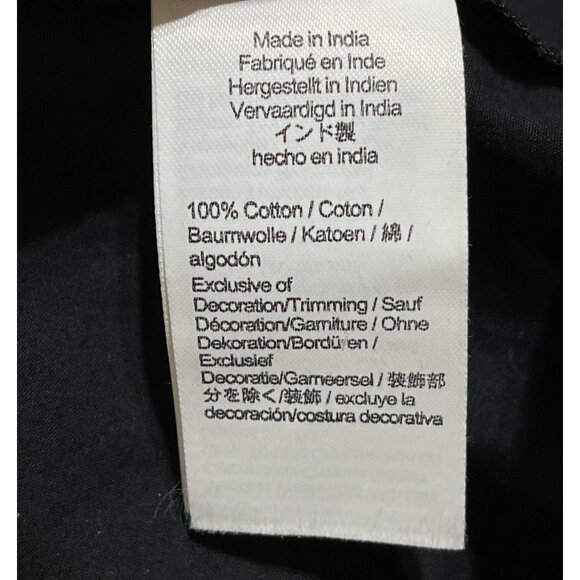 Made in India
Fabriqué en Inde
Hergestellt in Indien
Vervaardigd in India
インド製
hecho en india
100% Cotton / Coton /
Baumwolle / Katoen / 綿 /
algodón
Exclusive of
Decoration/Trimming / Sauf
Décoration/Garniture / Ohne
Dekoration/Bordüren /
Exclusief
Decoratie/Garneersel / 装飾部
分を除く/装飾 / excluye la
decoración/costura decorativa